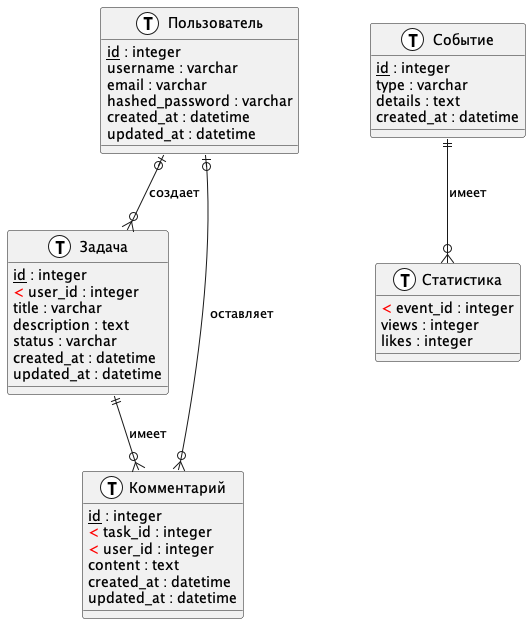 T Пользователь
id : integer
username : varchar
email : varchar
hashed_password : varchar
created_at : datetime
updated_at : datetime
T Событие
id : integer
type : varchar
details : text
created_at : datetime
создает
имеет
T Задача
id : integer
< user_id : integer
title : varchar
description : text
status : varchar
created_at : datetime
updated_at : datetime
оставляет
T Статистика
< event_id : integer
views : integer
likes : integer
имеет
T Комментарий
id : integer
< task_id : integer
< user_id : integer
content : text
created_at : datetime
updated_at : datetime